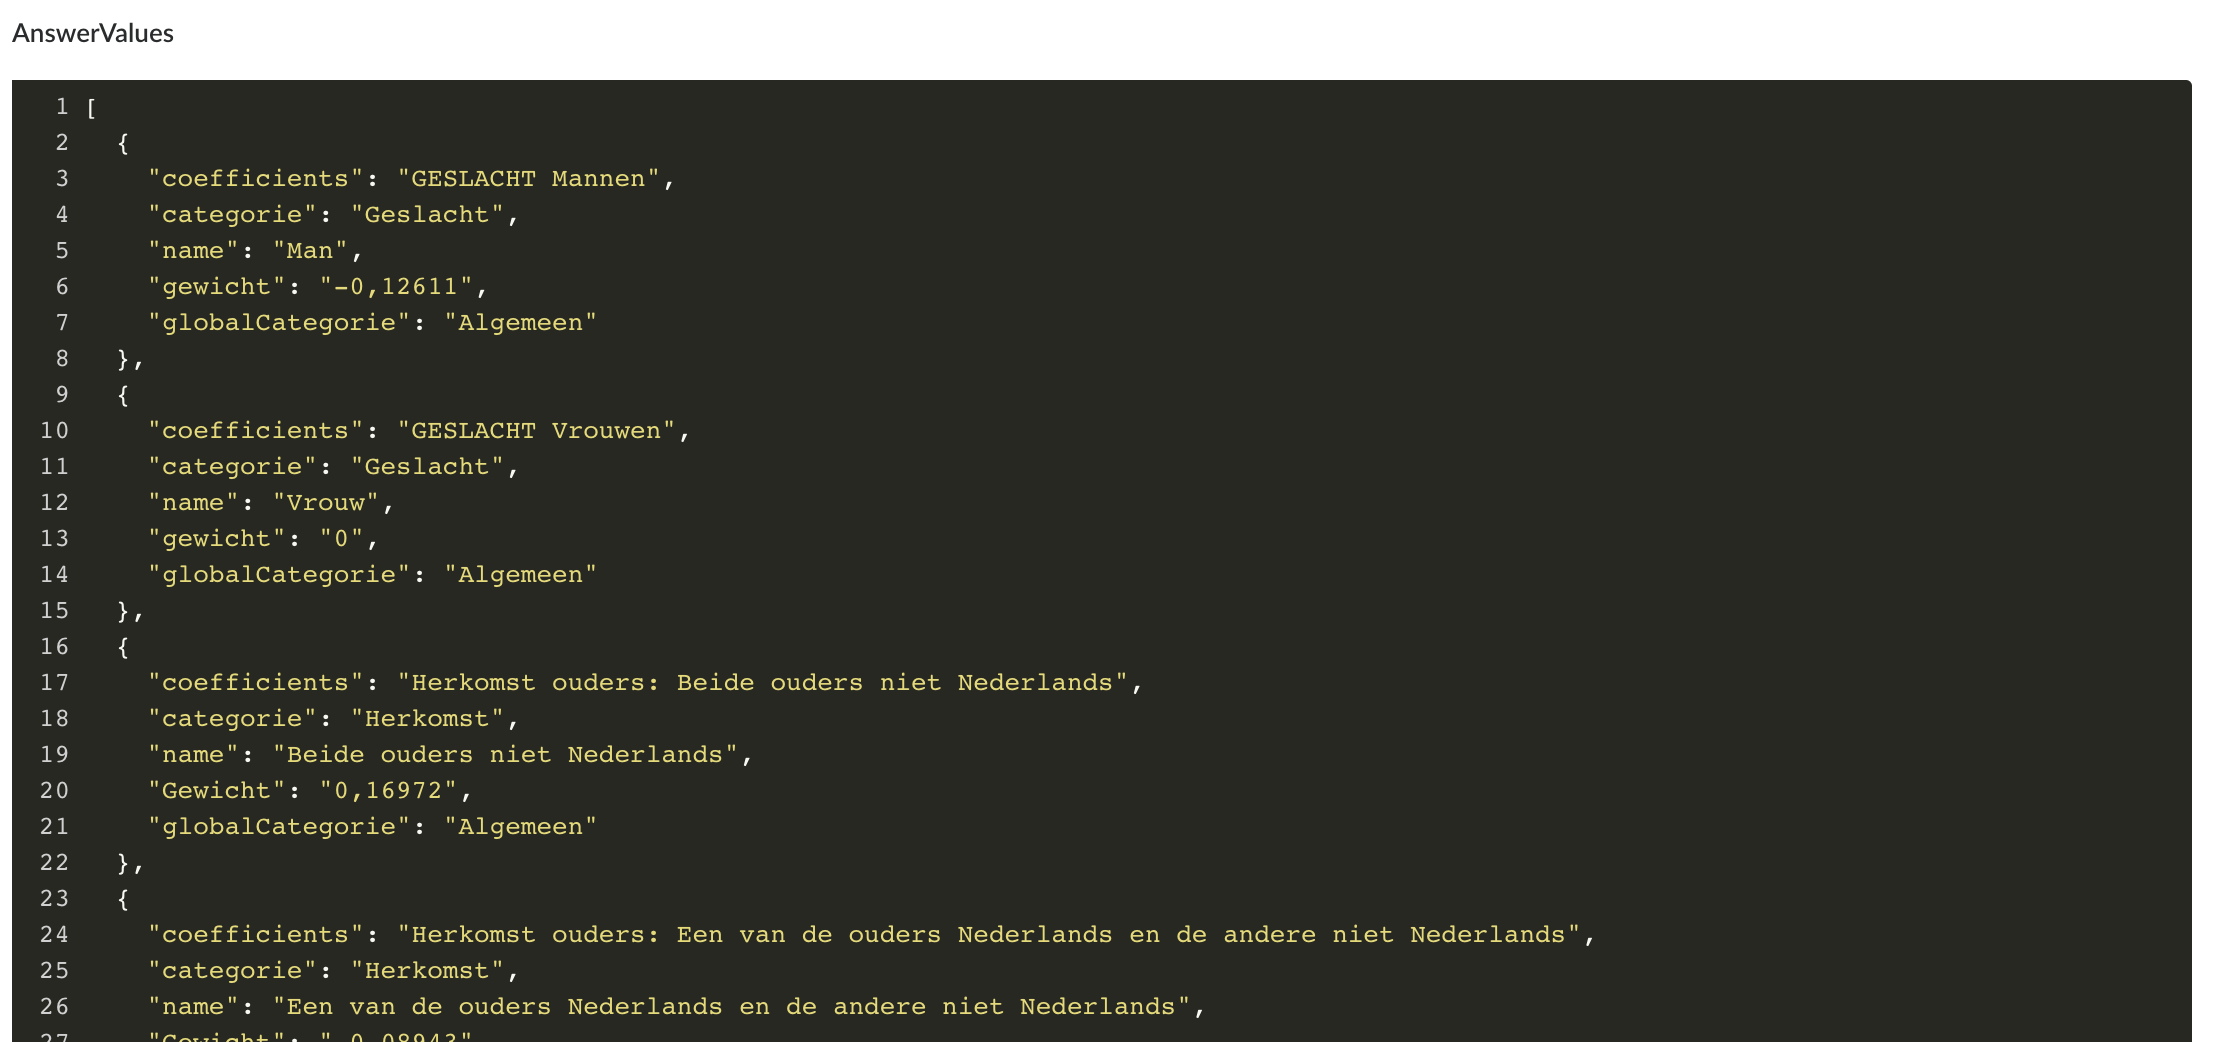 AnswerValues
1 [
2 {
3 "coefficients": "GESLACHT Mannen",
4 "categorie": "Geslacht",
5 "name": "Man",
6 "gewicht": "-0,12611",
7 "globalCategorie": "Algemeen"
8 },
9 {
10 "coefficients": "GESLACHT Vrouwen",
11 "categorie": "Geslacht",
12 "name": "Vrouw",
13 "gewicht": "0",
14 "globalCategorie": "Algemeen"
15 },
16 {
17 "coefficients": "Herkomst ouders: Beide ouders niet Nederlands",
18 "categorie": "Herkomst",
19 "name": "Beide ouders niet Nederlands",
20 "Gewicht": "0,16972",
21 "globalCategorie": "Algemeen"
22 },
23 {
24 "coefficients": "Herkomst ouders: Een van de ouders Nederlands en de andere niet Nederlands",
25 "categorie": "Herkomst",
26 "name": "Een van de ouders Nederlands en de andere niet Nederlands",
27 "Gewicht":